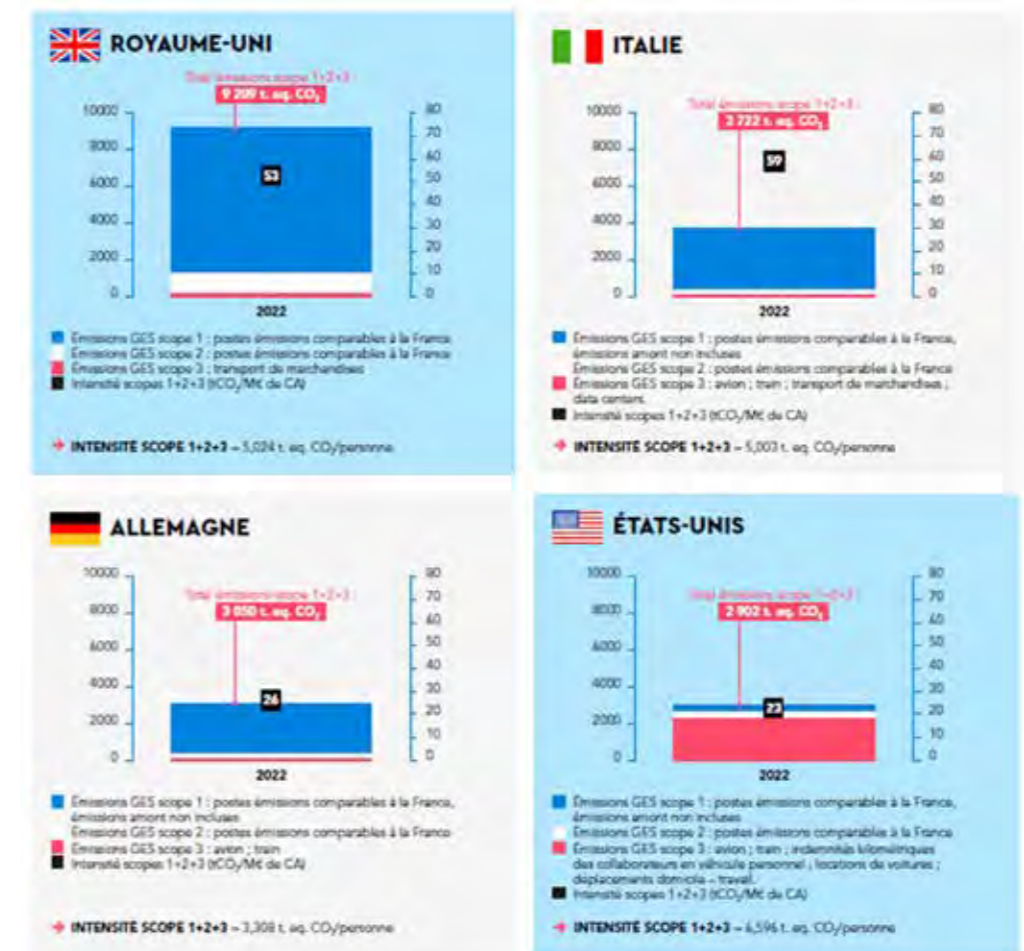 ROYAUME-UNI
Total émissions scope 1+2+3 :
9 209 t. eq. CO₂
10000
8000
6000
4000
2000
0
80
70
60
50
40
30
20
10
0
53
2022
Emissions GES scope 1 : postes émissions comparables à la France
Emissions GES scope 2 : postes émissions comparables à la France
Emissions GES scope 3 : transport de marchandises
Intensité scopes 1+2+3 (tCO₂/M€ de CA)
→ INTENSITÉ SCOPE 1+2+3 – 5,024 t. eq. CO₂/personne
ITALIE
Total émissions scope 1+2+3 :
3 722 t. eq. CO₂
10000
8000
6000
4000
2000
0
80
70
60
50
40
30
20
10
0
59
2022
Emissions GES scope 1 : postes émissions comparables à la France,
émissions amont non incluses
Emissions GES scope 2 : postes émissions comparables à la France
Emissions GES scope 3 : avion ; train ; transport de marchandises ;
data centers.
Intensité scopes 1+2+3 (tCO₂/M€ de CA)
→ INTENSITÉ SCOPE 1+2+3 – 5,003 t. eq. CO₂/personne
ALLEMAGNE
Total émissions scope 1+2+3 :
3 050 t. eq. CO₂
10000
8000
6000
4000
2000
0
80
70
60
50
40
30
20
10
0
26
2022
Emissions GES scope 1 : postes émissions comparables à la France,
émissions amont non incluses
Emissions GES scope 2 : postes émissions comparables à la France
Emissions GES scope 3 : avion ; train
Intensité scopes 1+2+3 (tCO₂/M€ de CA)
→ INTENSITÉ SCOPE 1+2+3 – 3,308 t. eq. CO₂/personne
ÉTATS-UNIS
Total émissions scope 1+2+3 :
2 902 t. eq. CO₂
10000
8000
6000
4000
2000
0
80
70
60
50
40
30
20
10
0
23
2022
Emissions GES scope 1 : postes émissions comparables à la France,
émissions amont non incluses
Emissions GES scope 2 : postes émissions comparables à la France
Emissions GES scope 3 : avion ; train ; indemnités kilométriques
des collaborateurs en véhicule personnel ; locations de voitures ;
déplacements domicile – travail.
Intensité scopes 1+2+3 (tCO₂/M€ de CA)
→ INTENSITÉ SCOPE 1+2+3 – 6,596 t. eq. CO₂/personne